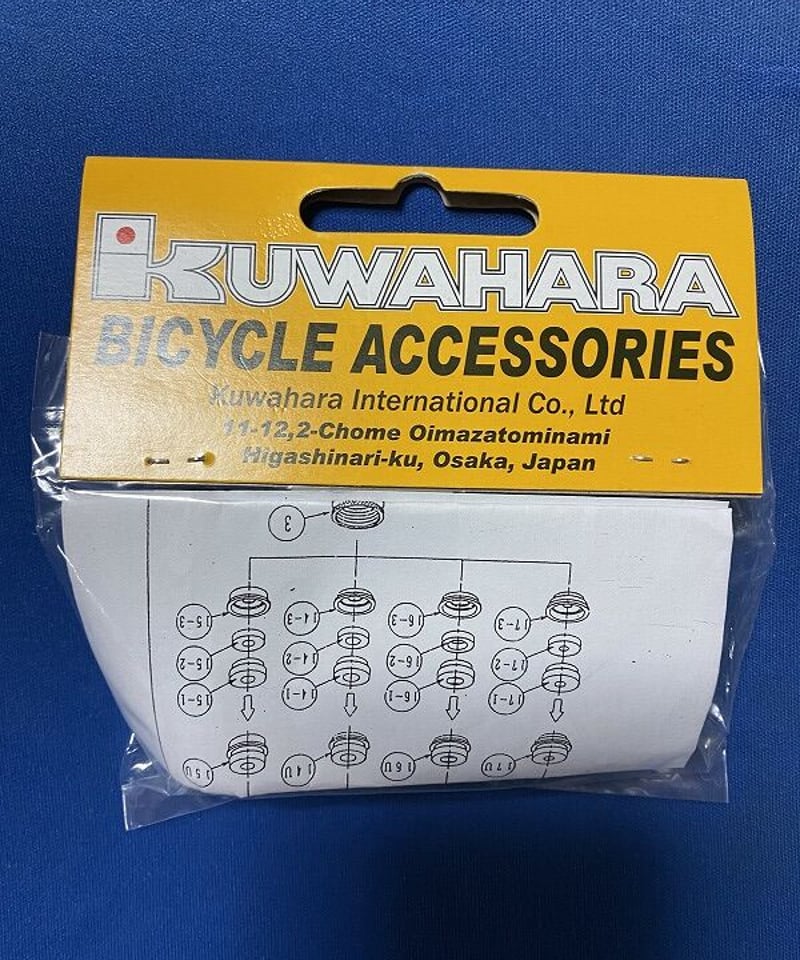 KUWAHARA
BICYCLE ACCESSORIES
Kuwahara International Co., Ltd
11-12,2-Chome Oimazatominami
Higashinari-ku, Osaka, Japan
3
15-3 14-3 16-3 17-3
15-2 14-2 16-2 17-2
15-1 14-1 16-1 17-1
15U 14U 16U 17U